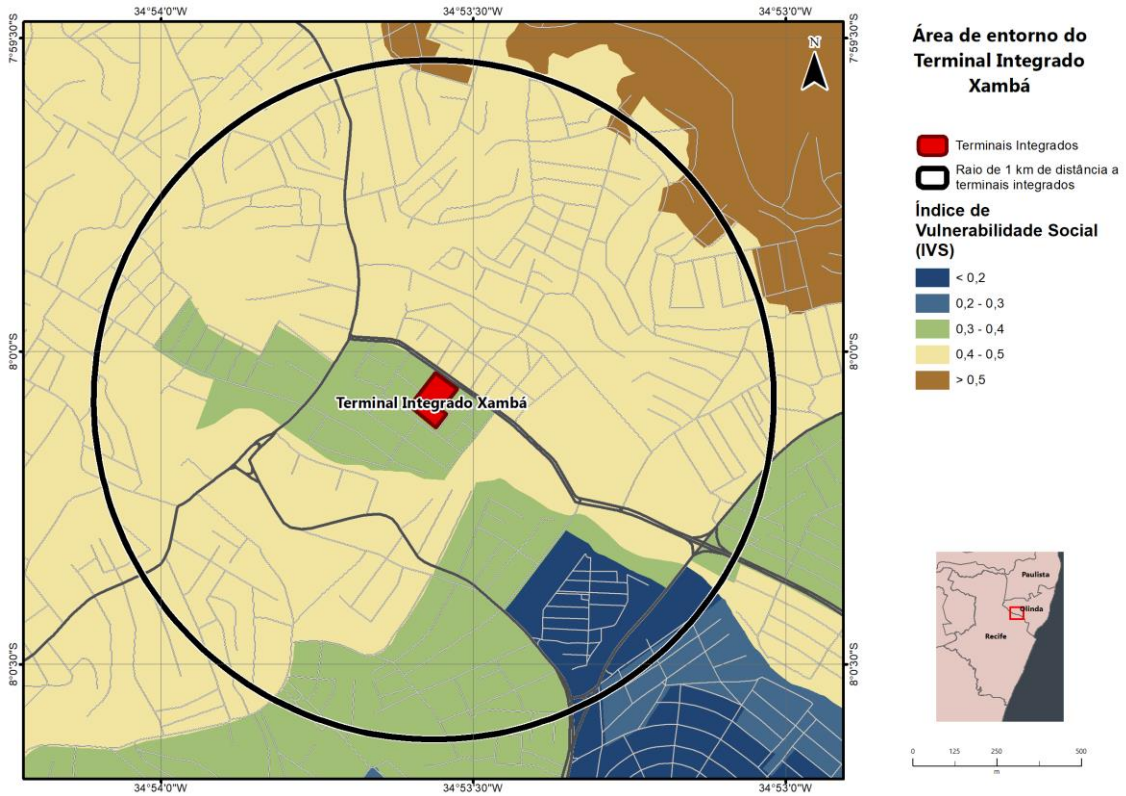 34°54'0"W
34°53'30"W
34°53'0"W
7°59'30"S
7°59'30"S
N
Terminal Integrado Xambá
8°0'0"S
8°0'0"S
8°0'30"S
8°0'30"S
34°54'0"W
34°53'30"W
34°53'0"W
Área de entorno do
Terminal Integrado
Xambá
Terminais Integrados
Raio de 1 km de distância a
terminais integrados
Índice de
Vulnerabilidade Social
(IVS)
< 0,2
0,2 - 0,3
0,3 - 0,4
0,4 - 0,5
> 0,5
Paulista
Olinda
Recife
0 125 250 500
m